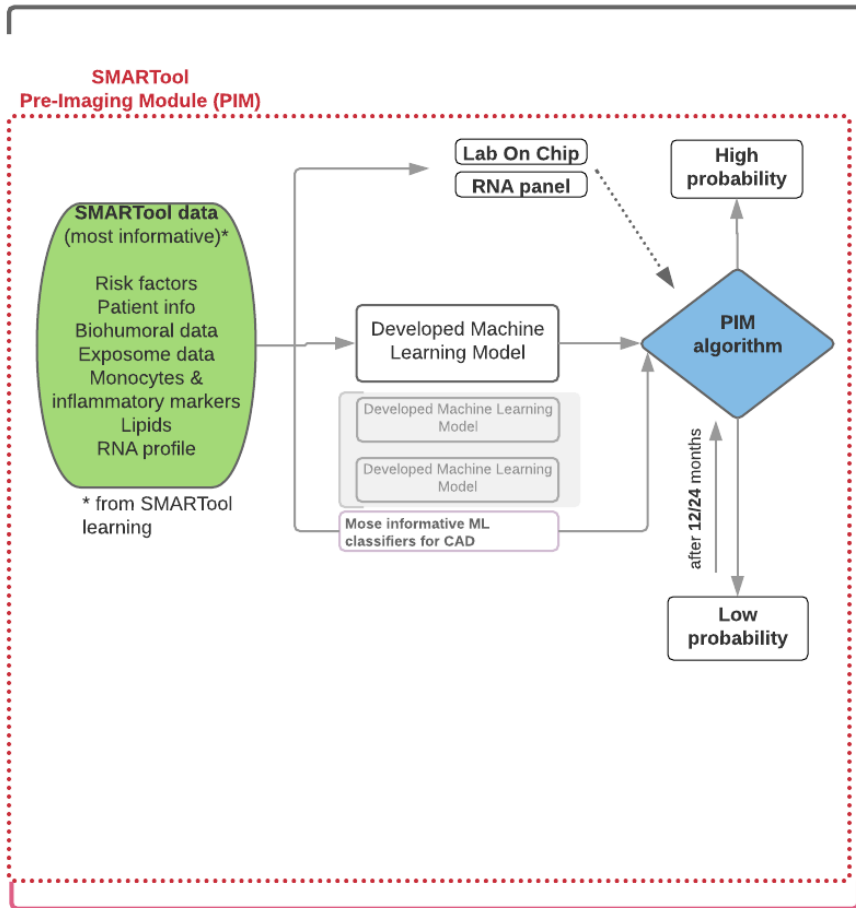 SMARTool
Pre-Imaging Module (PIM)
SMARTool data
(most informative)*
Risk factors
Patient info
Biohumoral data
Exposome data
Monocytes &
inflammatory markers
Lipids
RNA profile
* from SMARTool
learning
Lab On Chip
RNA panel
Developed Machine
Learning Model
Developed Machine Learning
Model
Developed Machine Learning
Model
Mose informative ML
classifiers for CAD
High
probability
PIM
algorithm
after 12/24 months
Low
probability